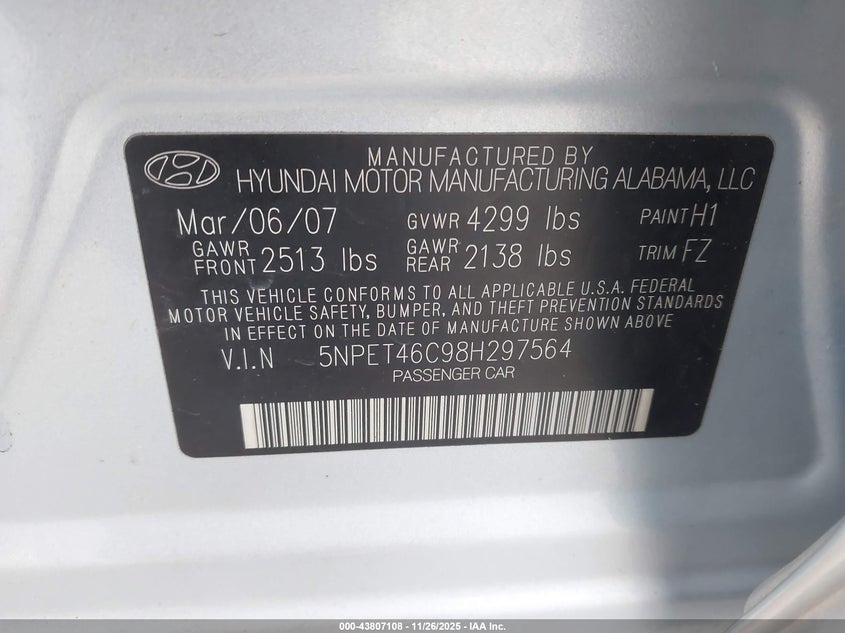 MANUFACTURED BY
HYUNDAI MOTOR MANUFACTURING ALABAMA, LLC
Mar/06/07 GVWR 4299 lbs PAINT H1
GAWR FRONT 2513 lbs GAWR REAR 2138 lbs TRIM FZ
THIS VEHICLE CONFORMS TO ALL APPLICABLE U.S.A. FEDERAL
MOTOR VEHICLE SAFETY, BUMPER, AND THEFT PREVENTION STANDARDS
IN EFFECT ON THE DATE OF MANUFACTURE SHOWN ABOVE
V.I.N 5NPET46C98H297564
PASSENGER CAR
000-43807108 - 11/26/2025 - IAA Inc.